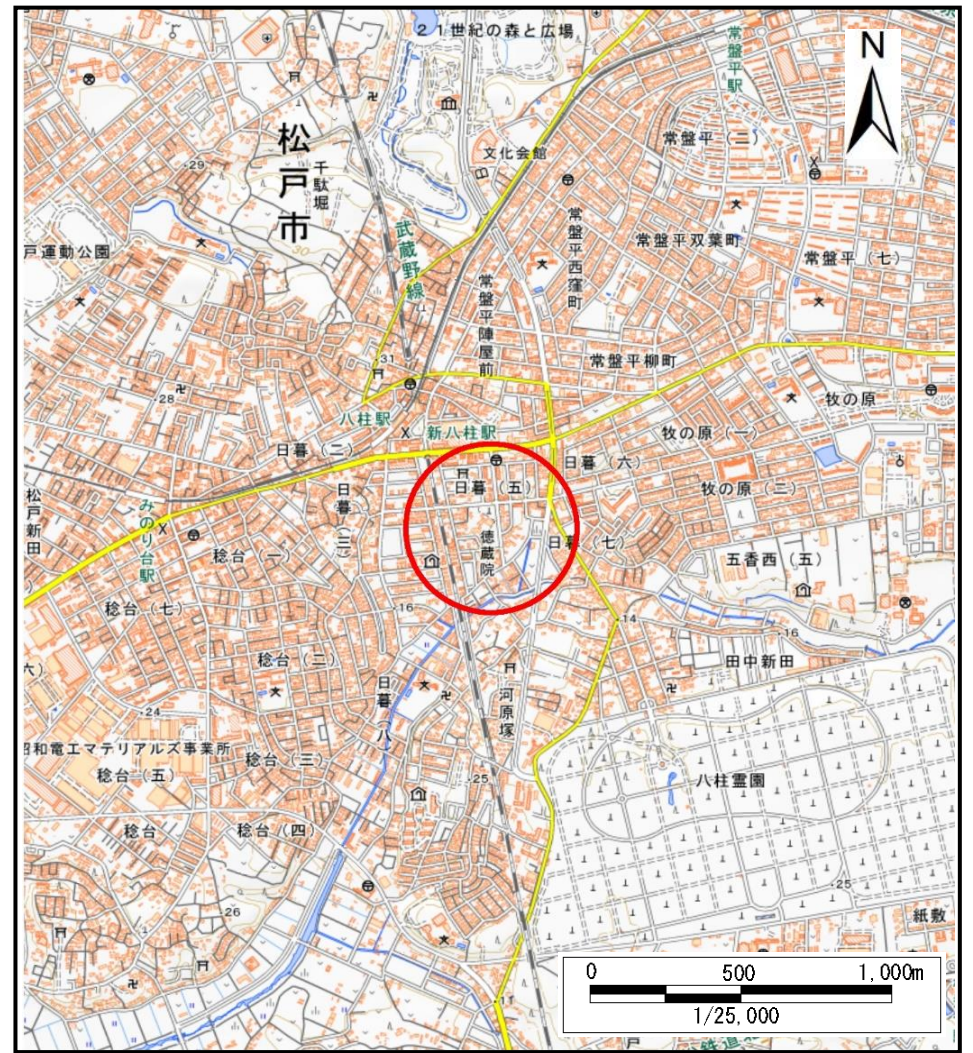 21世紀の森と広場
常盤平駅
N
松戸市
千駄堀
29
文化会館
常盤平（二）
戸運動公園
武蔵野線
常盤平陣屋前
常盤平西窪町
常盤平双葉町
常盤平（七）
31
28
常盤平柳町
牧の原
八柱駅
新八柱駅
牧の原（一）
日暮（二）
日暮（六）
松戸新田
みのり台駅
日暮（三）
日暮（五）
牧の原（二）
稔台（一）
徳蔵院
日暮（七）
五香西（五）
稔台（七）
16
14
16
六）
稔台（二）
田中新田
日暮（八）
河原塚
24
昭和電工マテリアルズ事業所
稔台（三）
稔台（五）
25
八柱霊園
稔台
稔台（四）
25
26
紙敷
0 500 1,000m
1/25,000
11